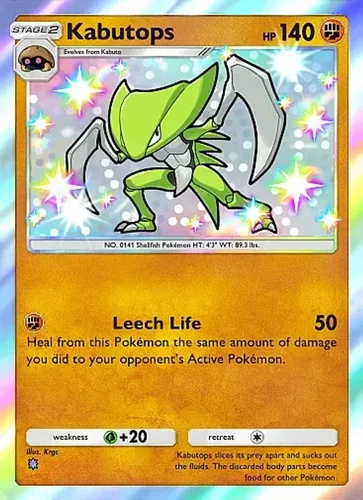 STAGE2 Kabutops HP 140
Evolves from Kabuto
NO. 0141 Shellfish Pokémon HT: 4'3" WT: 89.3 lbs.
Leech Life 50
Heal from this Pokémon the same amount of damage
you did to your opponent's Active Pokémon.
weakness +20 retreat
Illus. Krgc
Kabutops slices its prey apart and sucks out
the fluids. The discarded body parts become
food for other Pokémon.